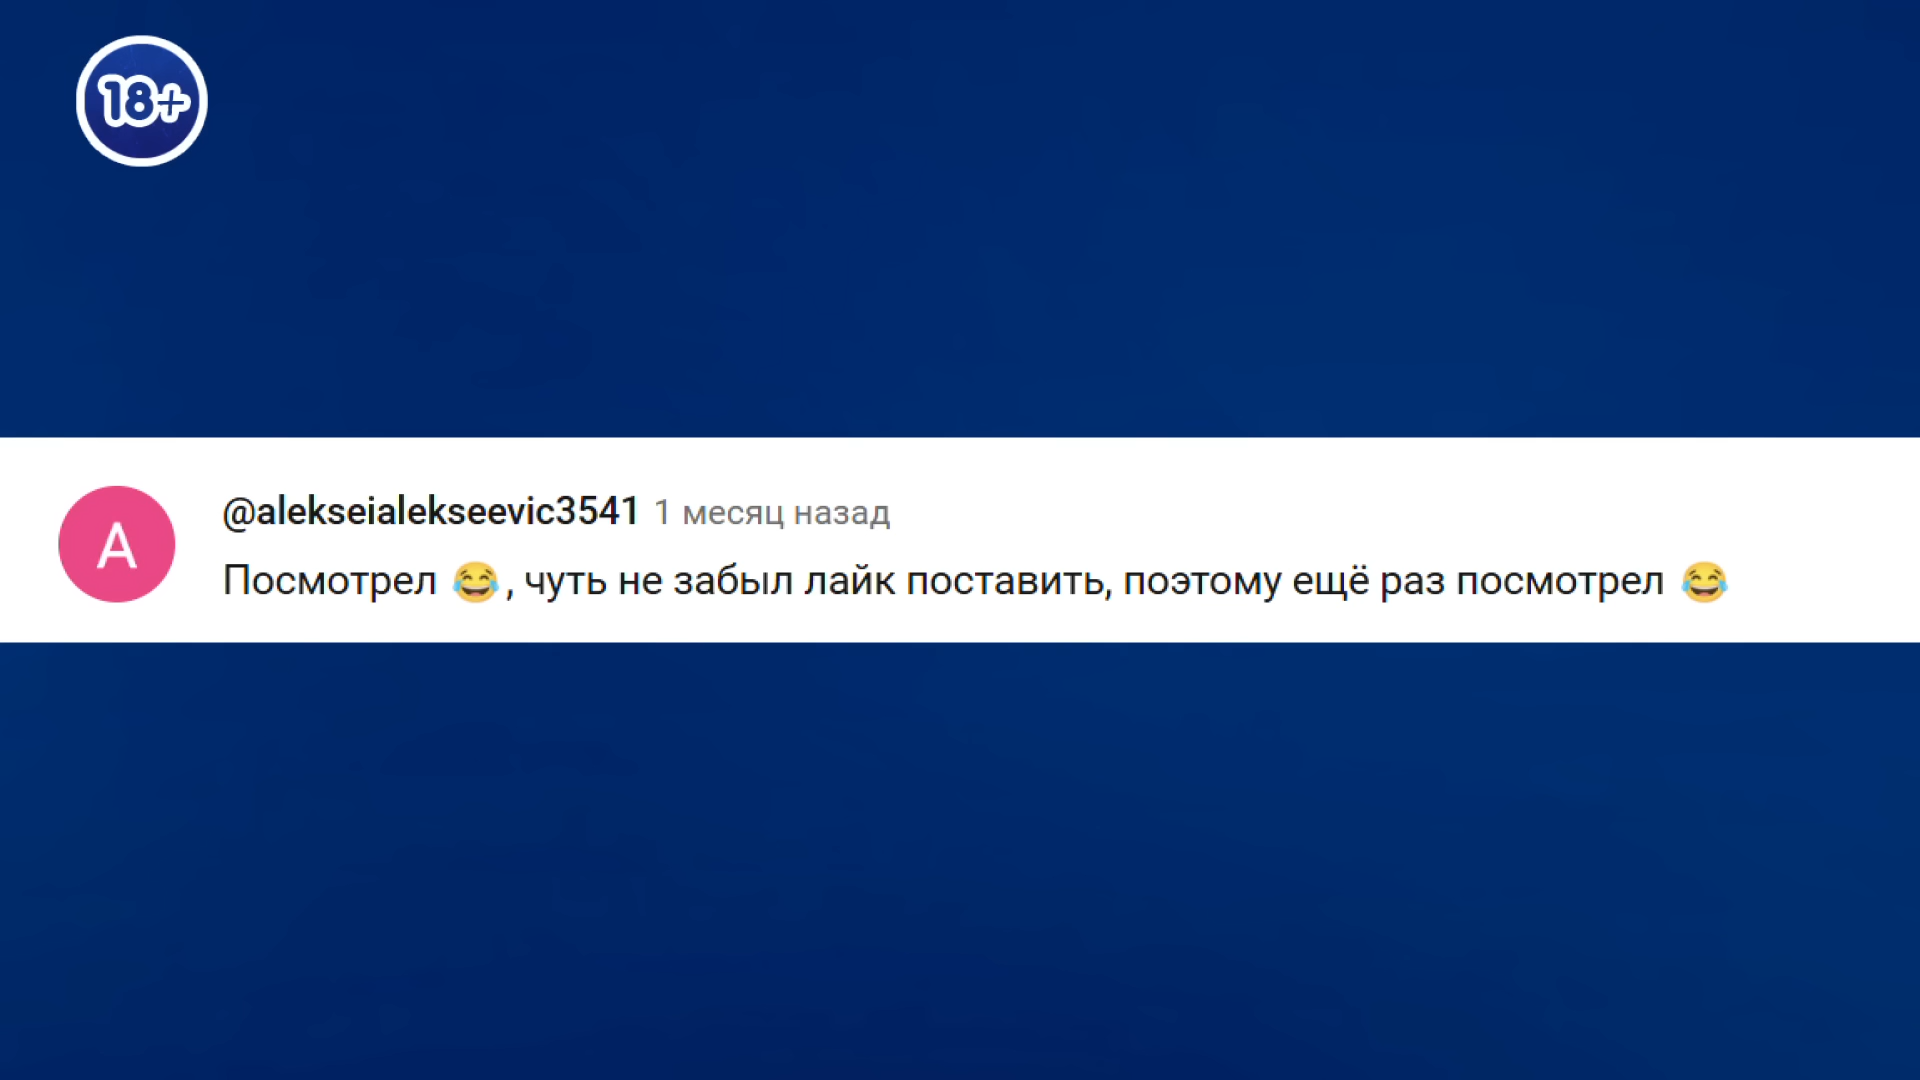 18+
А
@alekseialekseevic3541 1 месяц назад
Посмотрел 😂, чуть не забыл лайк поставить, поэтому ещё раз посмотрел 😂